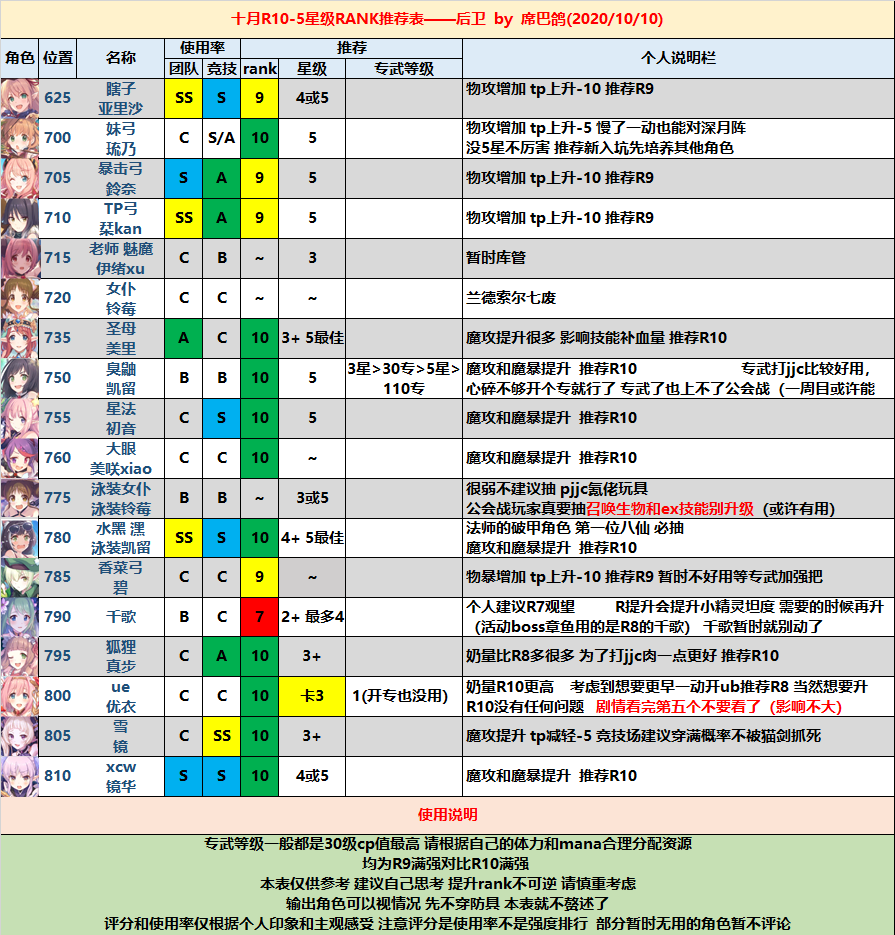 十月R10-5星级RANK推荐表——后卫 by 席巴鸽(2020/10/10)
角色 位置 名称 使用率 推荐 个人说明栏
团队 竞技 rank 星级 专武等级
625 瞎子 SS S 9 4或5 物攻增加 tp上升-10 推荐R9
亚里沙
700 妹弓 C S/A 10 5 物攻增加 tp上升-5 慢了一动也能对深月阵
琉乃 没5星不厉害 推荐新入坑先培养其他角色
705 暴击弓 S A 9 5 物攻增加 tp上升-10 推荐R9
鈴奈
710 TP弓 SS A 9 5 物攻增加 tp上升-10 推荐R9
栞kan
715 老师 魅魔 C B ~ 3 暂时库管
伊绪xu
720 女仆 C C ~ ~ 兰德索尔七废
铃莓
735 圣母 A C 10 3+ 5最佳 魔攻提升很多 影响技能补血量 推荐R10
美里
750 臭鼬 B B 10 5 3星>30专>5星> 魔攻和魔暴提升 推荐R10 专武打jjc比较好用,
凯留 110专 心碎不够开个专就行了 专武了也上不了公会战（一周目或许能
755 星法 C S 10 5 魔攻和魔暴提升 推荐R10
初音
760 大眼 C C 10 ~ 魔攻和魔暴提升 推荐R10
美咲xiao
775 泳装女仆 B B ~ 3或5 很弱不建议抽 pjjc氪佬玩具
泳装铃莓 公会战玩家真要抽召唤生物和ex技能别升级（或许有用）
780 水黑 潶 SS S 10 4+ 5最佳 法师的破甲角色 第一位八仙 必抽
泳装凯留 魔攻和魔暴提升 推荐R10
785 香菜弓 C C 9 ~ 物暴增加 tp上升-10 推荐R9 暂时不好用等专武加强把
碧
790 千歌 B C 7 2+ 最多4 个人建议R7观望 R提升会提升小精灵坦度 需要的时候再升
（活动boss章鱼用的是R8的千歌） 千歌暂时就别动了
795 狐狸 C A 10 3+ 奶量比R8多很多 为了打jjc肉一点更好 推荐R10
真步
800 ue C C 10 卡3 1(开专也没用) 奶量R10更高 考虑到想要更早一动开ub推荐R8 当然想要升
优衣 R10没有任何问题 剧情看完第五个不要看了（影响不大）
805 雪 C SS 10 3+ 魔攻提升 tp减轻-5 竞技场建议穿满概率不被猫剑抓死
镜
810 xcw S S 10 4或5 魔攻和魔暴提升 推荐R10
镜华
使用说明
专武等级一般都是30级cp值最高 请根据自己的体力和mana合理分配资源
均为R9满强对比R10满强
本表仅供参考 建议自己思考 提升rank不可逆 请慎重考虑
输出角色可以视情况 先不穿防具 本表就不赘述了
评分和使用率仅根据个人印象和主观感受 注意评分是使用率不是强度排行 部分暂时无用的角色暂不评论